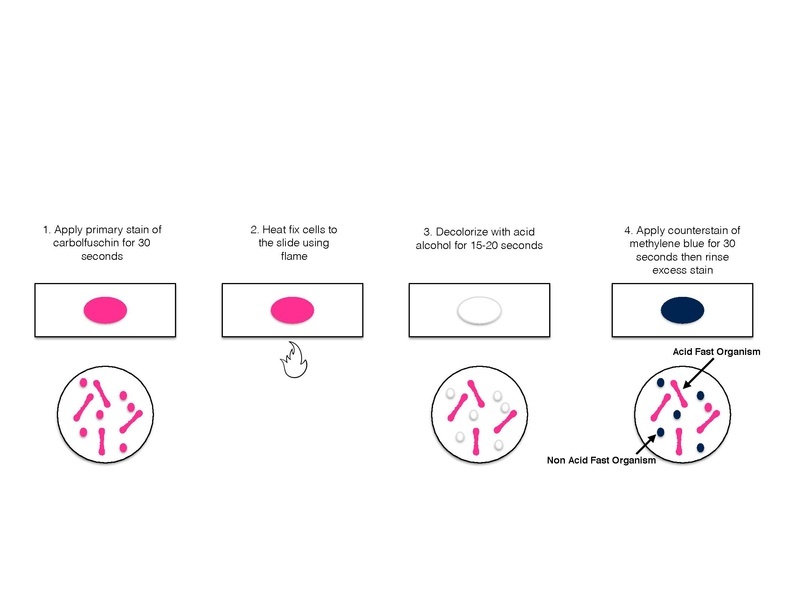 1. Apply primary stain of
carbolfuschin for 30
seconds
2. Heat fix cells to
the slide using
flame
3. Decolorize with acid
alcohol for 15-20 seconds
4. Apply counterstain of
methylene blue for 30
seconds then rinse
excess stain
Acid Fast Organism
Non Acid Fast Organism